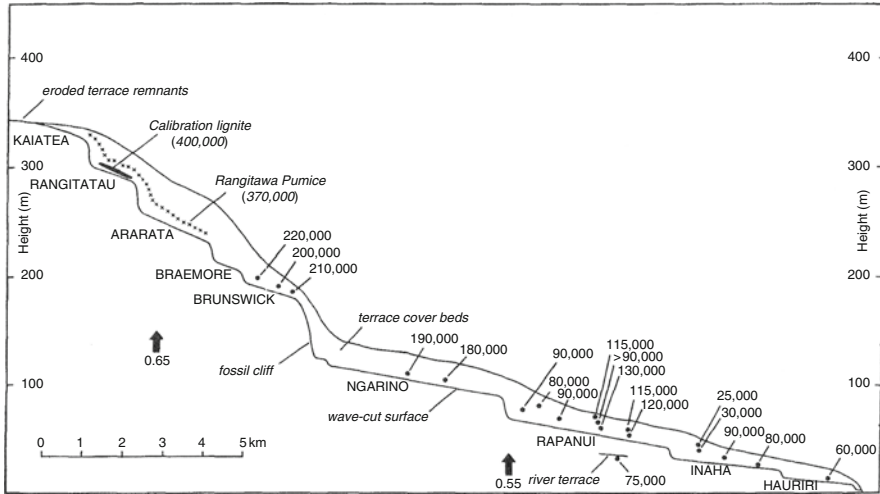 400
400
eroded terrace remnants
Calibration lignite
(400,000)
KAIATEA
300
300
RANGITATAU
Rangitawa Pumice
(370,000)
Height (m)
Height (m)
ARARATA
220,000
200,000
210,000
BRAEMORE
200
200
BRUNSWICK
terrace cover beds
190,000
180,000
115,000
>90,000
130,000
90,000
0.65
fossil cliff
80,000
90,000
115,000
120,000
100
100
NGARINO
25,000
30,000
wave-cut surface
90,000
80,000
RAPANUI
60,000
0 1 2 3 4 5 km
INAHA
river terrace
0.55
75,000
HAURIRI